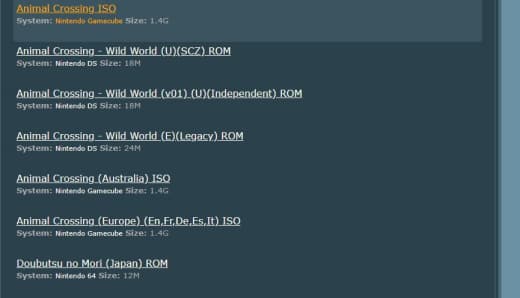 Animal Crossing ISO
System: Nintendo Gamecube Size: 1.4G
Animal Crossing - Wild World (U)(SCZ) ROM
System: Nintendo DS Size: 18M
Animal Crossing - Wild World (v01) (U)(Independent) ROM
System: Nintendo DS Size: 18M
Animal Crossing - Wild World (E)(Legacy) ROM
System: Nintendo DS Size: 24M
Animal Crossing (Australia) ISO
System: Nintendo Gamecube Size: 1.4G
Animal Crossing (Europe) (En,Fr,De,Es,It) ISO
System: Nintendo Gamecube Size: 1.4G
Doubutsu no Mori (Japan) ROM
System: Nintendo 64 Size: 12M